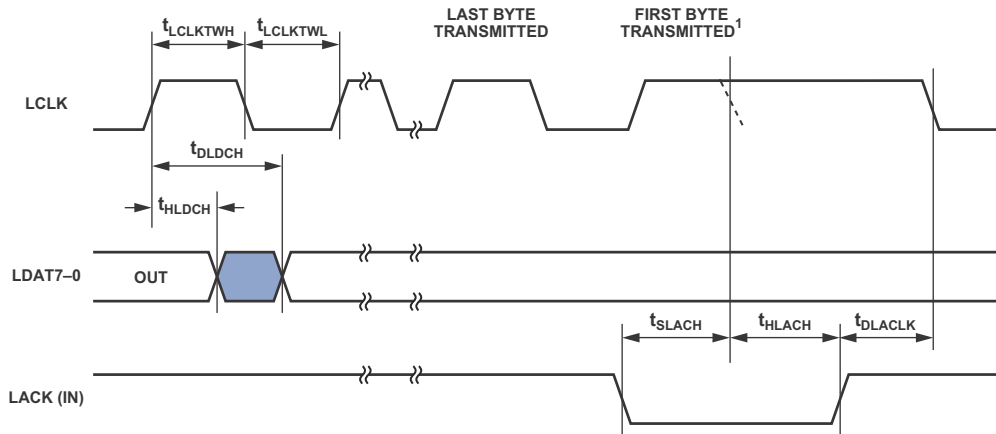 tLCLKTWH tLCLKTWL
LAST BYTE
TRANSMITTED
FIRST BYTE
TRANSMITTED1
LCLK
tDLDCH
tHLDCH
LDAT7–0
OUT
tSLACH tHLACH tDLACLK
LACK (IN)